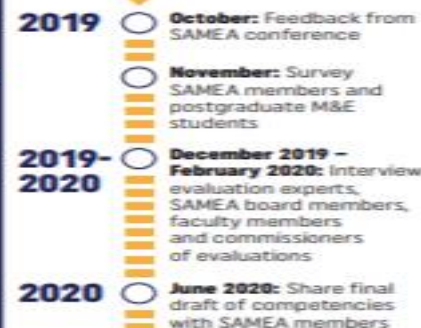 2019
October: Feedback from
SAMEA conference
November: Survey
SAMEA members and
postgraduate M&E
students
2019-
2020
December 2019 –
February 2020: Interview
evaluation experts,
SAMEA board members,
faculty members
and commissioners
of evaluations
2020
June 2020: Share final
draft of competencies
with SAMEA members